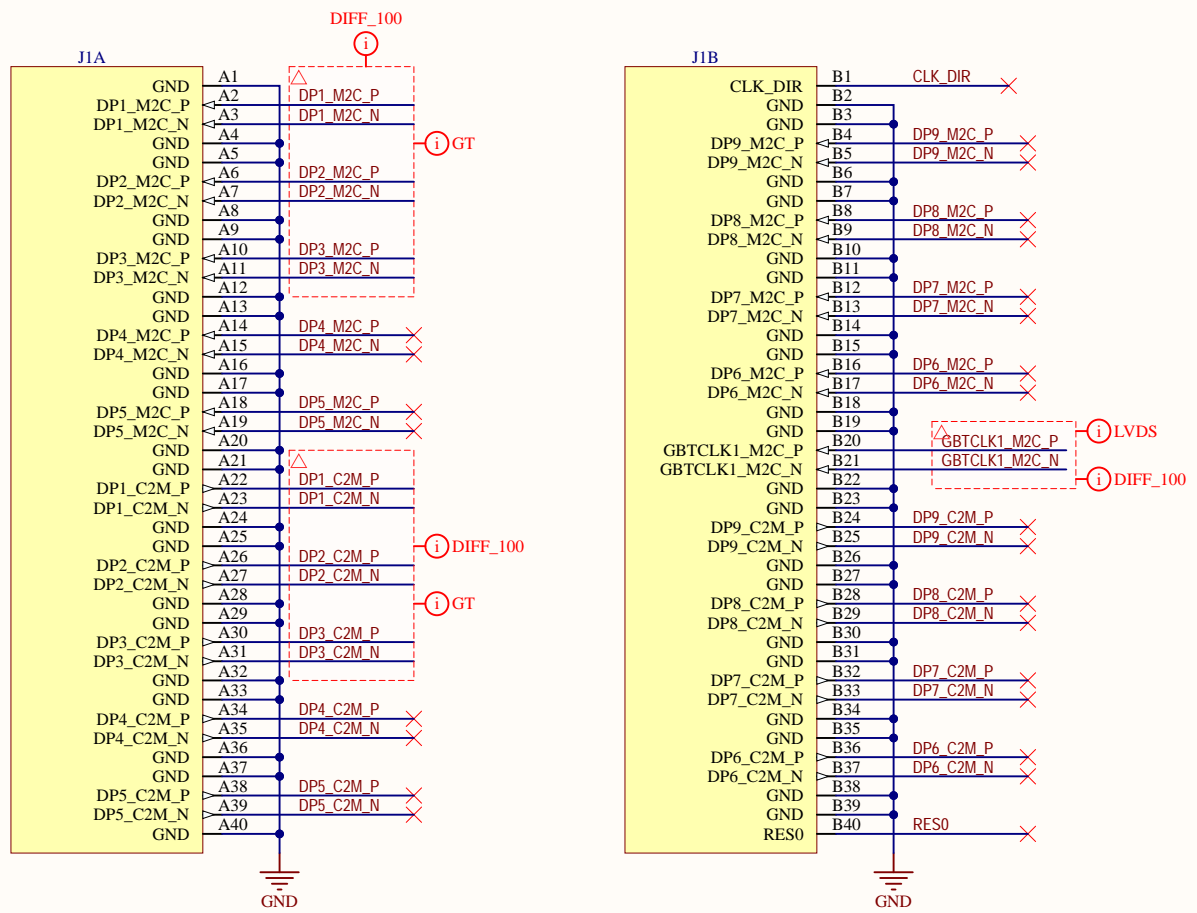 DIFF_100
J1A
GND A1
DP1_M2C_P A2 DP1_M2C_P
DP1_M2C_N A3 DP1_M2C_N
GND A4
GT
GND A5
DP2_M2C_P A6 DP2_M2C_P
DP2_M2C_N A7 DP2_M2C_N
GND A8
GND A9
DP3_M2C_P A10 DP3_M2C_P
DP3_M2C_N A11 DP3_M2C_N
GND A12
GND A13
DP4_M2C_P A14 DP4_M2C_P
DP4_M2C_N A15 DP4_M2C_N
GND A16
GND A17
DP5_M2C_P A18 DP5_M2C_P
DP5_M2C_N A19 DP5_M2C_N
GND A20
GND A21
DP1_C2M_P A22 DP1_C2M_P
DP1_C2M_N A23 DP1_C2M_N
GND A24
GND A25
DIFF_100
DP2_C2M_P A26 DP2_C2M_P
DP2_C2M_N A27 DP2_C2M_N
GND A28
GT
GND A29
DP3_C2M_P A30 DP3_C2M_P
DP3_C2M_N A31 DP3_C2M_N
GND A32
GND A33
DP4_C2M_P A34 DP4_C2M_P
DP4_C2M_N A35 DP4_C2M_N
GND A36
GND A37
DP5_C2M_P A38 DP5_C2M_P
DP5_C2M_N A39 DP5_C2M_N
GND A40
GND
J1B
CLK_DIR B1 CLK_DIR
GND B2
GND B3
DP9_M2C_P B4 DP9_M2C_P
DP9_M2C_N B5 DP9_M2C_N
GND B6
GND B7
DP8_M2C_P B8 DP8_M2C_P
DP8_M2C_N B9 DP8_M2C_N
GND B10
GND B11
DP7_M2C_P B12 DP7_M2C_P
DP7_M2C_N B13 DP7_M2C_N
GND B14
GND B15
DP6_M2C_P B16 DP6_M2C_P
DP6_M2C_N B17 DP6_M2C_N
GND B18
GND B19
LVDS
GBTCLK1_M2C_P B20 GBTCLK1_M2C_P
GBTCLK1_M2C_N B21 GBTCLK1_M2C_N
DIFF_100
GND B22
GND B23
DP9_C2M_P B24 DP9_C2M_P
DP9_C2M_N B25 DP9_C2M_N
GND B26
GND B27
DP8_C2M_P B28 DP8_C2M_P
DP8_C2M_N B29 DP8_C2M_N
GND B30
GND B31
DP7_C2M_P B32 DP7_C2M_P
DP7_C2M_N B33 DP7_C2M_N
GND B34
GND B35
DP6_C2M_P B36 DP6_C2M_P
DP6_C2M_N B37 DP6_C2M_N
GND B38
GND B39
RES0 B40 RES0
GND